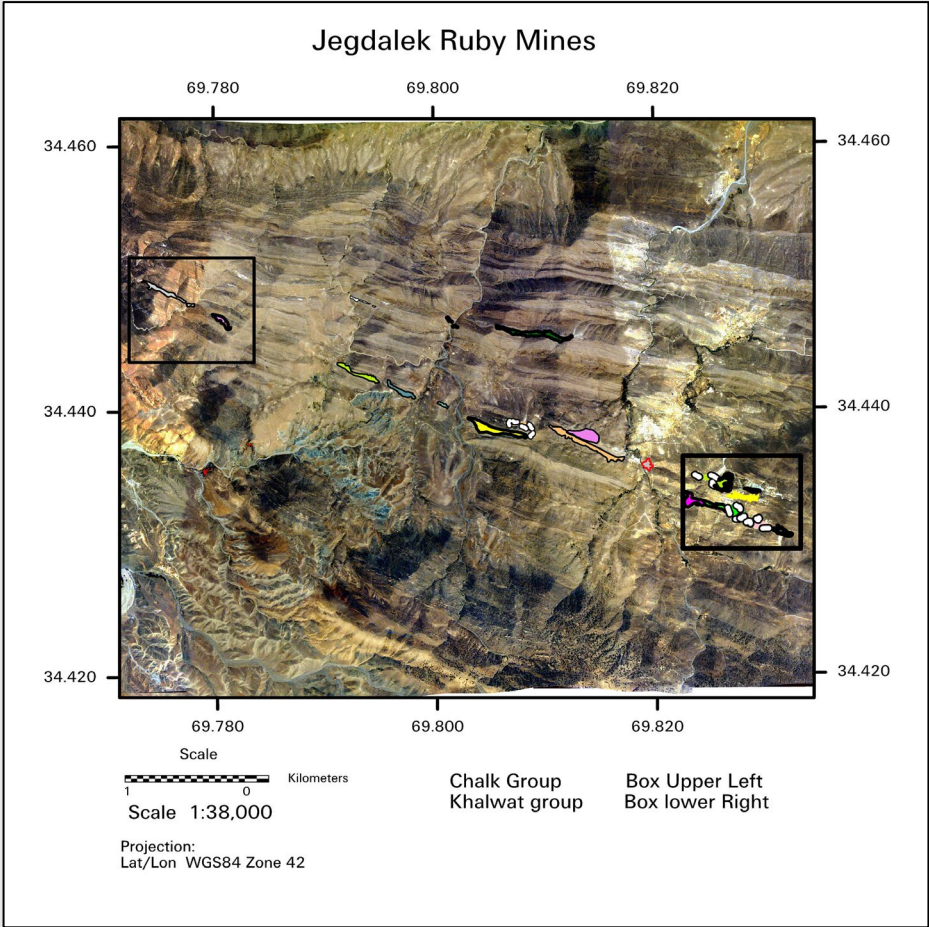 Jegdalek Ruby Mines
69.780 69.800 69.820
34.460 34.460
34.440 34.440
34.420 34.420
69.780 69.800 69.820
Scale
Kilometers
1 0
Scale 1:38,000
Chalk Group Box Upper Left
Khalwat group Box lower Right
Projection:
Lat/Lon WGS84 Zone 42